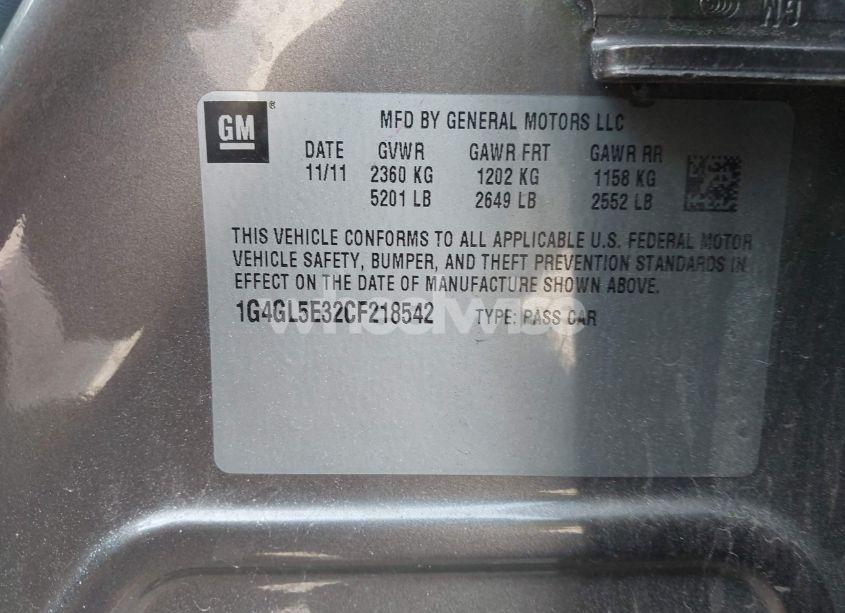 GM
GM ®
MFD BY GENERAL MOTORS LLC
DATE GVWR GAWR FRT GAWR RR
11/11 2360 KG 1202 KG 1158 KG
5201 LB 2649 LB 2552 LB
THIS VEHICLE CONFORMS TO ALL APPLICABLE U.S. FEDERAL MOTOR
VEHICLE SAFETY, BUMPER, AND THEFT PREVENTION STANDARDS IN
EFFECT ON THE DATE OF MANUFACTURE SHOWN ABOVE.
1G4GL5E32CF218542 TYPE: PASS CAR
wheelwise